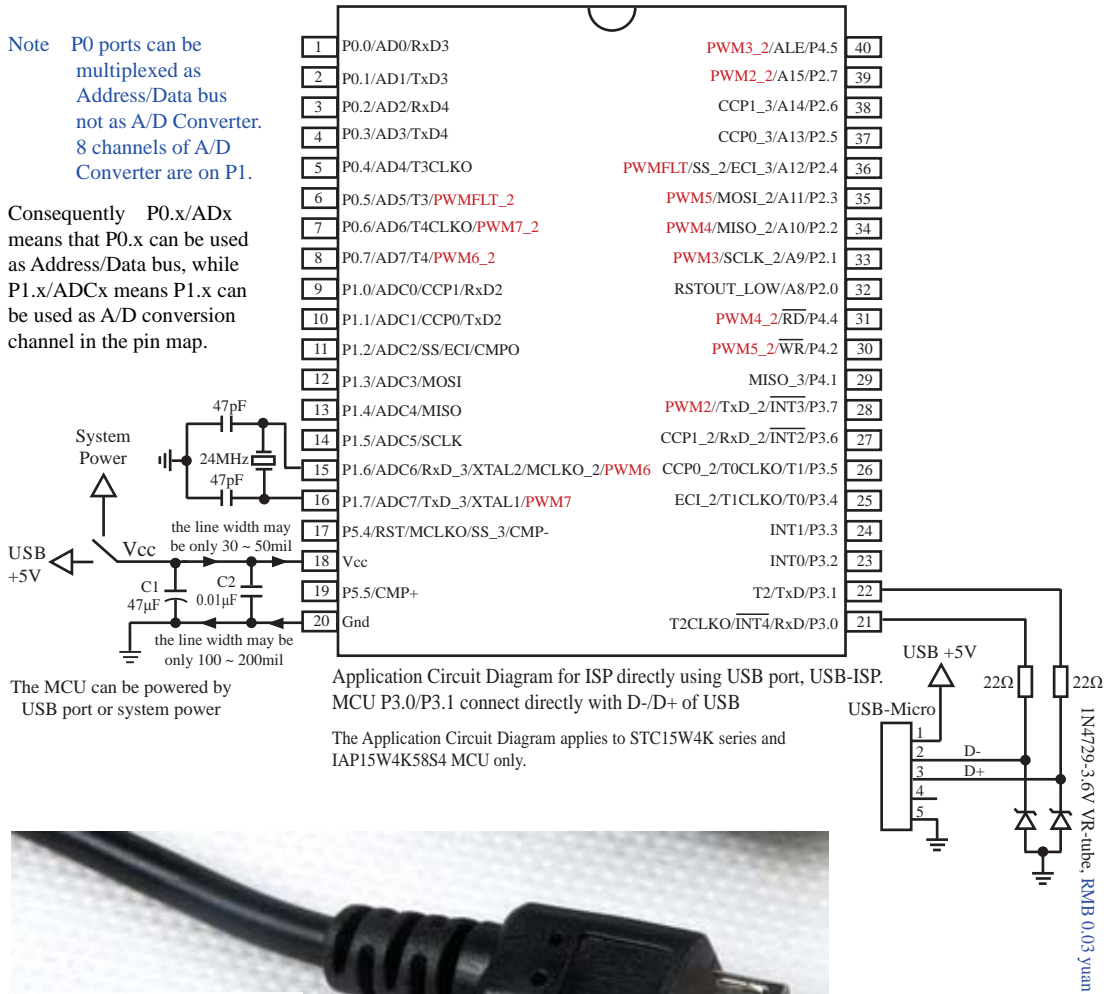 Note P0 ports can be
multiplexed as
Address/Data bus
not as A/D Converter.
8 channels of A/D
Converter are on P1.
Consequently P0.x/ADx
means that P0.x can be used
as Address/Data bus, while
P1.x/ADCx means P1.x can
be used as A/D conversion
channel in the pin map.
1 P0.0/AD0/RxD3
2 P0.1/AD1/TxD3
3 P0.2/AD2/RxD4
4 P0.3/AD3/TxD4
5 P0.4/AD4/T3CLKO
6 P0.5/AD5/T3/PWMFLT_2
7 P0.6/AD6/T4CLKO/PWM7_2
8 P0.7/AD7/T4/PWM6_2
9 P1.0/ADC0/CCP1/RxD2
10 P1.1/ADC1/CCP0/TxD2
11 P1.2/ADC2/SS/ECI/CMPO
12 P1.3/ADC3/MOSI
13 P1.4/ADC4/MISO
14 P1.5/ADC5/SCLK
15 P1.6/ADC6/RxD_3/XTAL2/MCLKO_2/PWM6
16 P1.7/ADC7/TxD_3/XTAL1/PWM7
17 P5.4/RST/MCLKO/SS_3/CMP-
18 Vcc
19 P5.5/CMP+
20 Gnd
PWM3_2/ALE/P4.5 40
PWM2_2/A15/P2.7 39
CCP1_3/A14/P2.6 38
CCP0_3/A13/P2.5 37
PWMFLT/SS_2/ECI_3/A12/P2.4 36
PWM5/MOSI_2/A11/P2.3 35
PWM4/MISO_2/A10/P2.2 34
PWM3/SCLK_2/A9/P2.1 33
RSTOUT_LOW/A8/P2.0 32
PWM4_2/RD/P4.4 31
PWM5_2/WR/P4.2 30
MISO_3/P4.1 29
PWM2//TxD_2/INT3/P3.7 28
CCP1_2/RxD_2/INT2/P3.6 27
CCP0_2/T0CLKO/T1/P3.5 26
ECI_2/T1CLKO/T0/P3.4 25
INT1/P3.3 24
INT0/P3.2 23
T2/TxD/P3.1 22
T2CLKO/INT4/RxD/P3.0 21
47pF
24MHz
47pF
System
Power
USB
+5V
Vcc
the line width may
be only 30 ~ 50mil
C1
47μF
C2
0.01μF
the line width may be
only 100 ~ 200mil
The MCU can be powered by
USB port or system power
Application Circuit Diagram for ISP directly using USB port, USB-ISP.
MCU P3.0/P3.1 connect directly with D-/D+ of USB
The Application Circuit Diagram applies to STC15W4K series and
IAP15W4K58S4 MCU only.
USB +5V
22Ω
22Ω
USB-Micro
1
2 D-
3 D+
4
5
1N4729-3.6V VR-tube, RMB 0.03 yuan